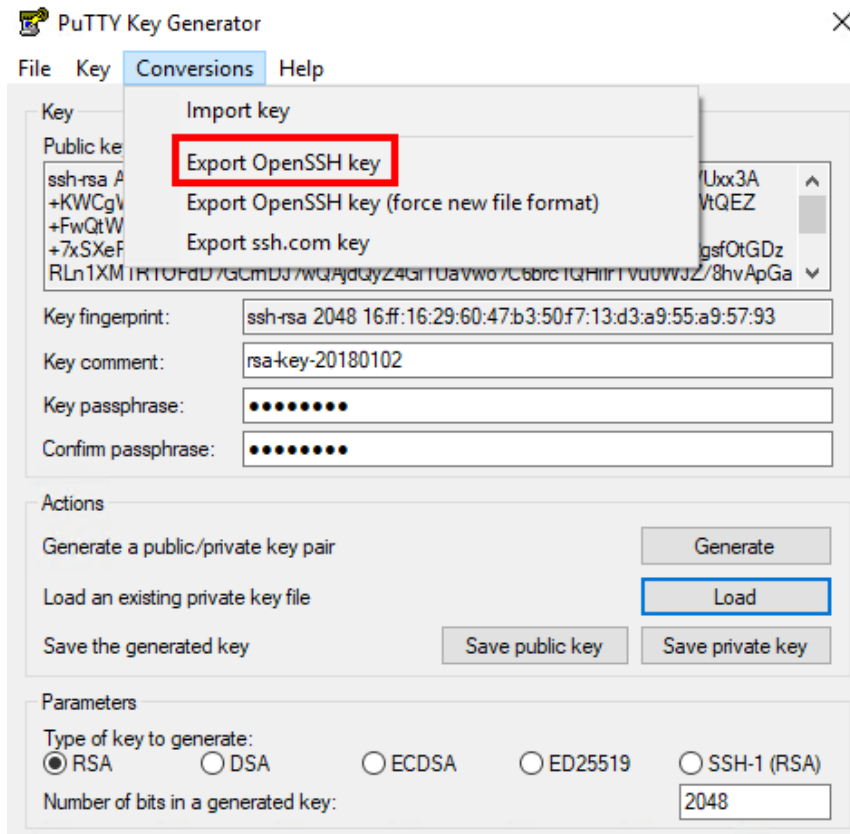 PuTTY Key Generator
File Key Conversions Help
Import key
Export OpenSSH key
Export OpenSSH key (force new file format)
Export ssh.com key
Key
Public key
ssh-rsa
+KWCgV
+FwQtW
+7xSXeF
/Uxx3A
gsfOtGDz
Key fingerprint: ssh-rsa 2048 16:ff:16:29:60:47:b3:50:f7:13:d3:a9:55:a9:57:93
Key comment: rsa-key-20180102
Key passphrase: ●●●●●●●●
Confirm passphrase: ●●●●●●●●
Actions
Generate a public/private key pair Generate
Load an existing private key file Load
Save the generated key Save public key Save private key
Parameters
Type of key to generate:
RSA DSA ECDSA ED25519 SSH-1 (RSA)
Number of bits in a generated key: 2048